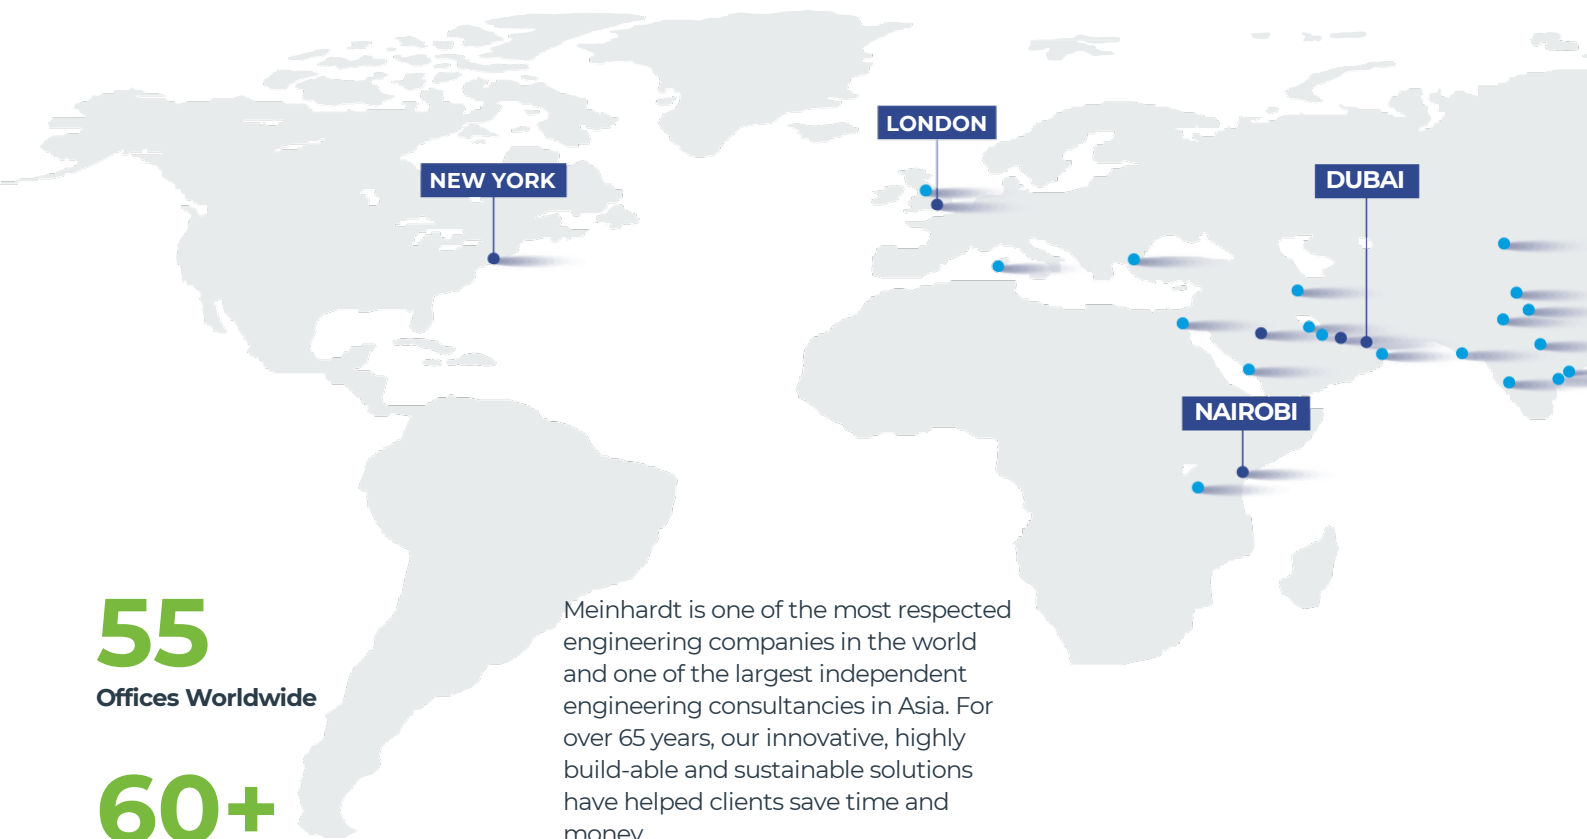 LONDON
NEW YORK
DUBAI
NAIROBI
55
Offices Worldwide
60+
Meinhardt is one of the most respected
engineering companies in the world
and one of the largest independent
engineering consultancies in Asia. For
over 65 years, our innovative, highly
build-able and sustainable solutions
have helped clients save time and
money